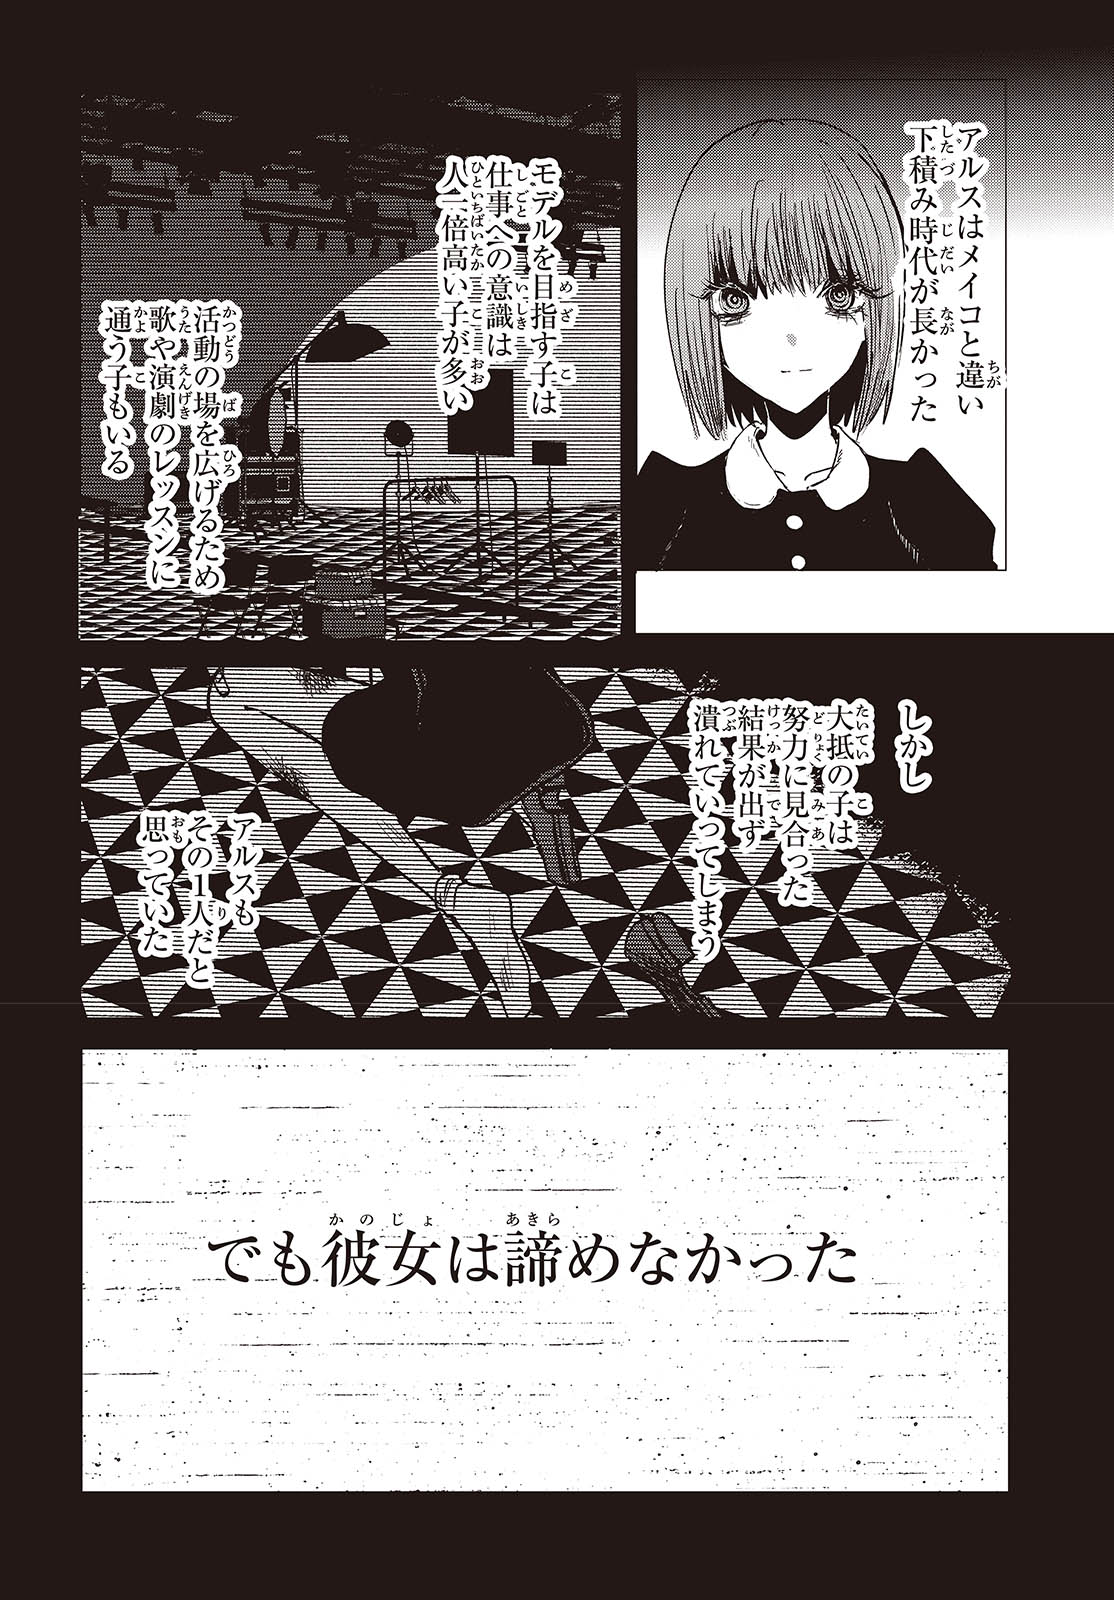 アルスはメイコと違い
下積み時代が長かった
モデルを目指す子は
仕事への意識は
人一倍高い子が多い
活動の場を広げるため
歌や演劇のレッスンに
通う子もいる
しかし
大抵の子は
努力に見合った
結果が出ず
潰れていってしまう
アルスも
その1人だと
思っていた
でも彼女は諦めなかった